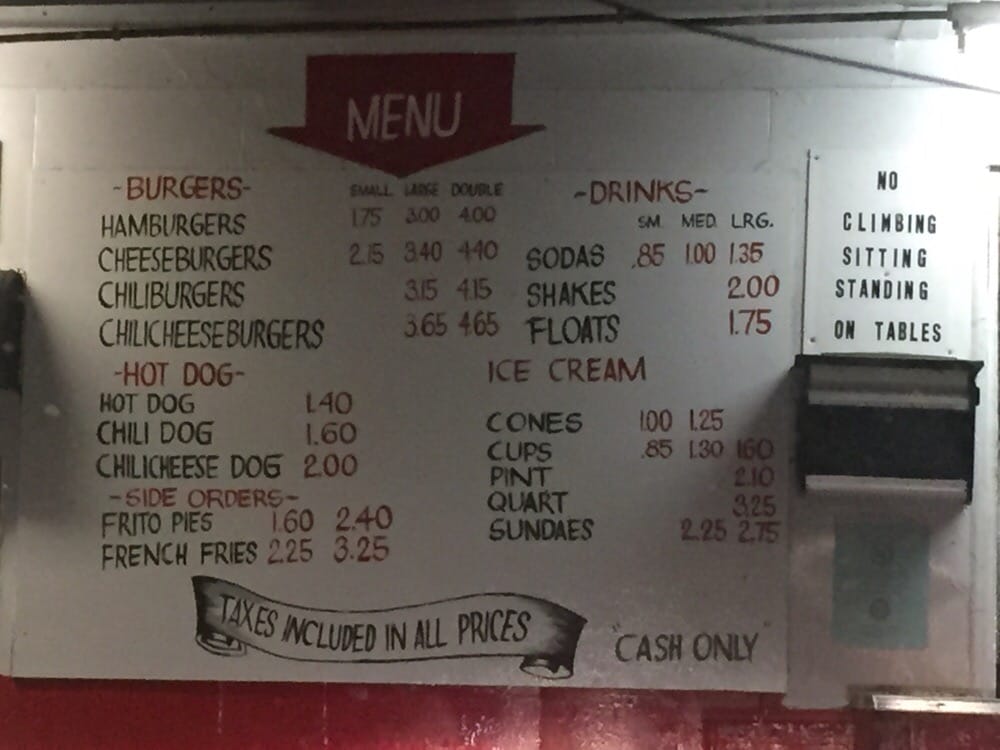 MENU
-BURGERS- SMALL LARGE DOUBLE
HAMBURGERS 1.75 3.00 4.00
CHEESEBURGERS 2.15 3.40 4.40
CHILIBURGERS 3.15 4.15
CHILICHEESEBURGERS 3.65 4.65
-HOT DOG-
HOT DOG 1.40
CHILI DOG 1.60
CHILICHEESE DOG 2.00
-SIDE ORDERS-
FRITO PIES 1.60 2.40
FRENCH FRIES 2.25 3.25
-DRINKS-
SM. MED. LRG.
SODAS .85 1.00 1.35
SHAKES 2.00
FLOATS 1.75
ICE CREAM
CONES 1.00 1.25
CUPS .85 1.30 1.60
PINT 2.10
QUART 3.25
SUNDAES 2.25 2.75
TAXES INCLUDED IN ALL PRICES
"CASH ONLY"
NO
CLIMBING
SITTING
STANDING
ON TABLES